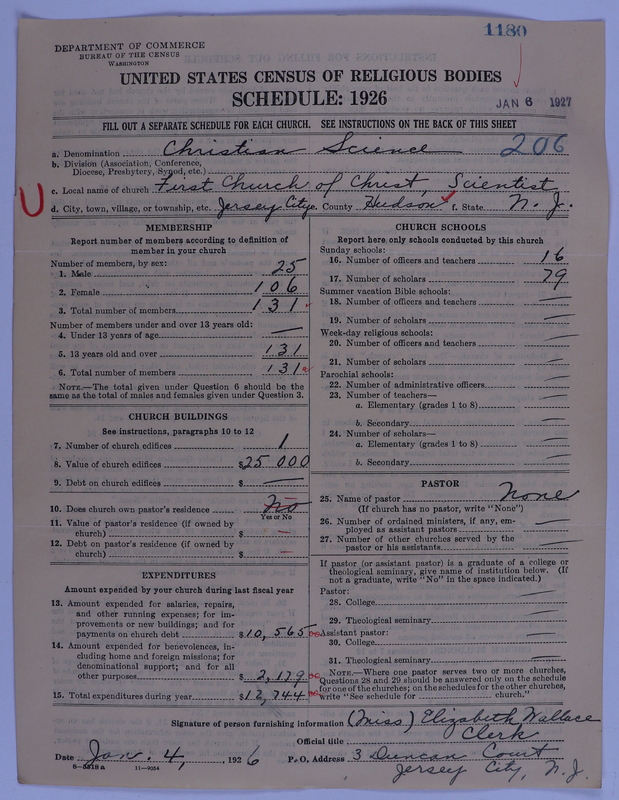 1180
DEPARTMENT OF COMMERCE
BUREAU OF THE CENSUS
WASHINGTON
UNITED STATES CENSUS OF RELIGIOUS BODIES
SCHEDULE: 1926
JAN 6 1927
FILL OUT A SEPARATE SCHEDULE FOR EACH CHURCH. SEE INSTRUCTIONS ON THE BACK OF THIS SHEET
206
a. Denomination Christian Science
b. Division (Association, Conference, Diocese, Presbytery, Synod, etc.)
c. Local name of church First Church of Christ, Scientist
U
d. City, town, village, or township, etc. Jersey City e. County Hudson f. State N. J.
MEMBERSHIP
Report number of members according to definition of member in your church
Number of members, by sex:
1. Male 25
2. Female 106
3. Total number of members 131
Number of members under and over 13 years old:
4. Under 13 years of age —
5. 13 years old and over 131
6. Total number of members 131
NOTE.—The total given under Question 6 should be the same as the total of males and females given under Question 3.
CHURCH BUILDINGS
See instructions, paragraphs 10 to 12
7. Number of church edifices 1
8. Value of church edifices $25 000
9. Debt on church edifices $ —
10. Does church own pastor's residence No
Yes or No
11. Value of pastor's residence (if owned by church) $ —
12. Debt on pastor's residence (if owned by church) $ —
EXPENDITURES
Amount expended by your church during last fiscal year
13. Amount expended for salaries, repairs, and other running expenses; for improvements or new buildings; and for payments on church debt $10,565 00
14. Amount expended for benevolences, including home and foreign missions; for denominational support; and for all other purposes $2,179 00
15. Total expenditures during year $12,744 00
CHURCH SCHOOLS
Report here only schools conducted by this church
Sunday schools:
16. Number of officers and teachers 16
17. Number of scholars 79
Summer vacation Bible schools:
18. Number of officers and teachers —
19. Number of scholars —
Week-day religious schools:
20. Number of officers and teachers —
21. Number of scholars —
Parochial schools:
22. Number of administrative officers —
23. Number of teachers—
a. Elementary (grades 1 to 8) —
b. Secondary —
24. Number of scholars—
a. Elementary (grades 1 to 8) —
b. Secondary —
PASTOR
25. Name of pastor None
(If church has no pastor, write "None")
26. Number of ordained ministers, if any, employed as assistant pastors —
27. Number of other churches served by the pastor or his assistants —
If pastor (or assistant pastor) is a graduate of a college or theological seminary, give name of institution below. (If not a graduate, write "No" in the space indicated.)
Pastor:
28. College —
29. Theological seminary —
Assistant pastor:
30. College —
31. Theological seminary —
NOTE.—Where one pastor serves two or more churches, Questions 28 and 29 should be answered only on the schedule for one of the churches; on the schedules for the other churches, write "See schedule for church."
Signature of person furnishing information (Miss) Elizabeth Wallace
Official title Clerk
Date Jan. 4, 1926 P. O. Address 3 Duncan Court
Jersey City, N. J.
8-5818 a 11-9034